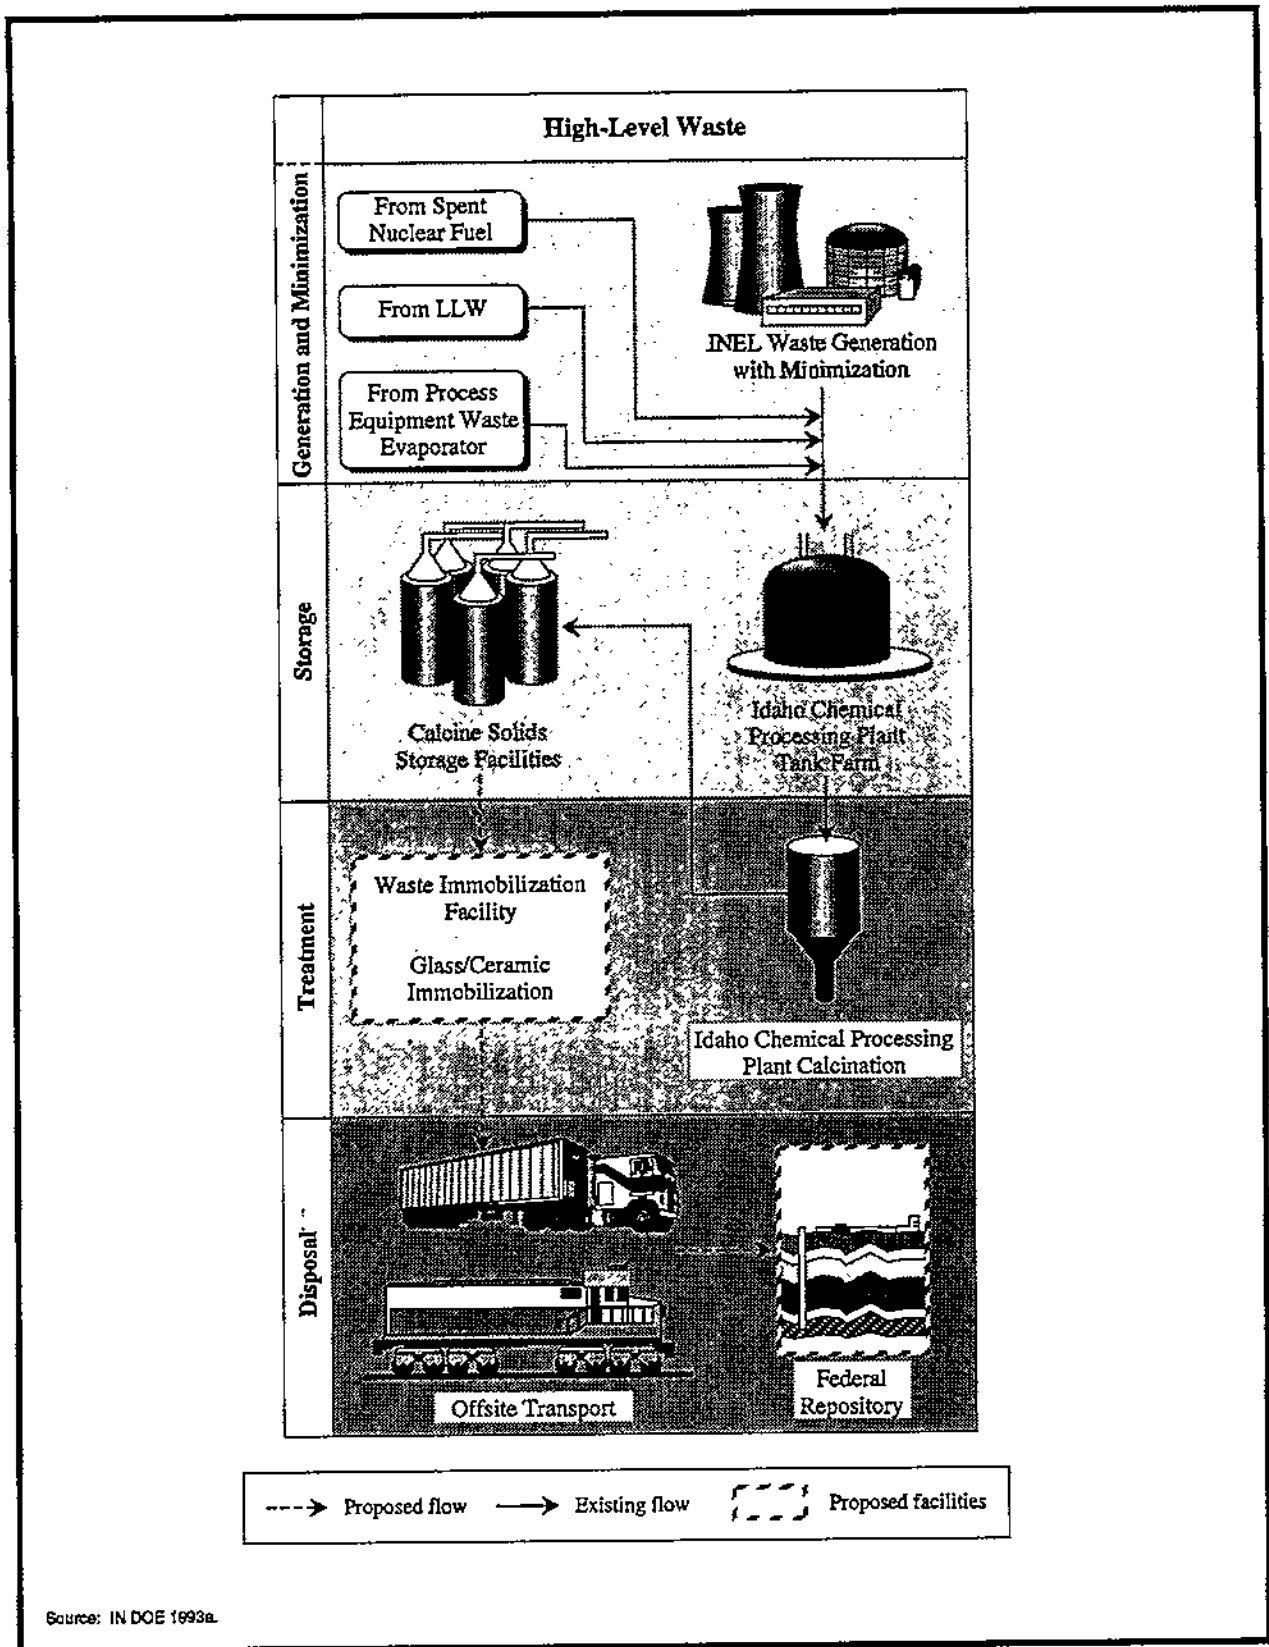 High-Level Waste
Generation and Minimization
From Spent
Nuclear Fuel
From LLW
From Process
Equipment Waste
Evaporator
INEL Waste Generation
with Minimization
Storage
Calcine Solids
Storage Facilities
Idaho Chemical
Processing Plant
Tank Farm
Treatment
Waste Immobilization
Facility
Glass/Ceramic
Immobilization
Idaho Chemical Processing
Plant Calcination
Disposal
Offsite Transport
Federal
Repository
Proposed flow
Existing flow
Proposed facilities
Source: IN DOE 1993a.